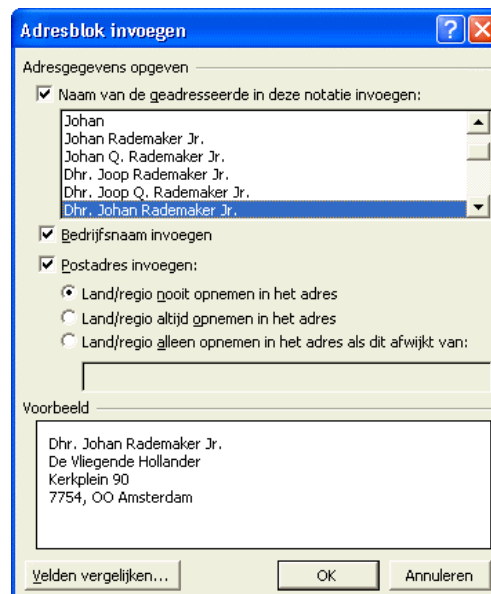 Adresblok invoegen
Adresgegevens opgeven
Naam van de geadresseerde in deze notatie invoegen:
Johan
Johan Rademaker Jr.
Johan Q. Rademaker Jr.
Dhr. Joop Rademaker Jr.
Dhr. Joop Q. Rademaker Jr.
Dhr. Johan Rademaker Jr.
Bedrijfsnaam invoegen
Postadres invoegen:
Land/regio nooit opnemen in het adres
Land/regio altijd opnemen in het adres
Land/regio alleen opnemen in het adres als dit afwijkt van:
Voorbeeld
Dhr. Johan Rademaker Jr.
De Vliegende Hollander
Kerkplein 90
7754, OO Amsterdam
Velden vergelijken... OK Annuleren